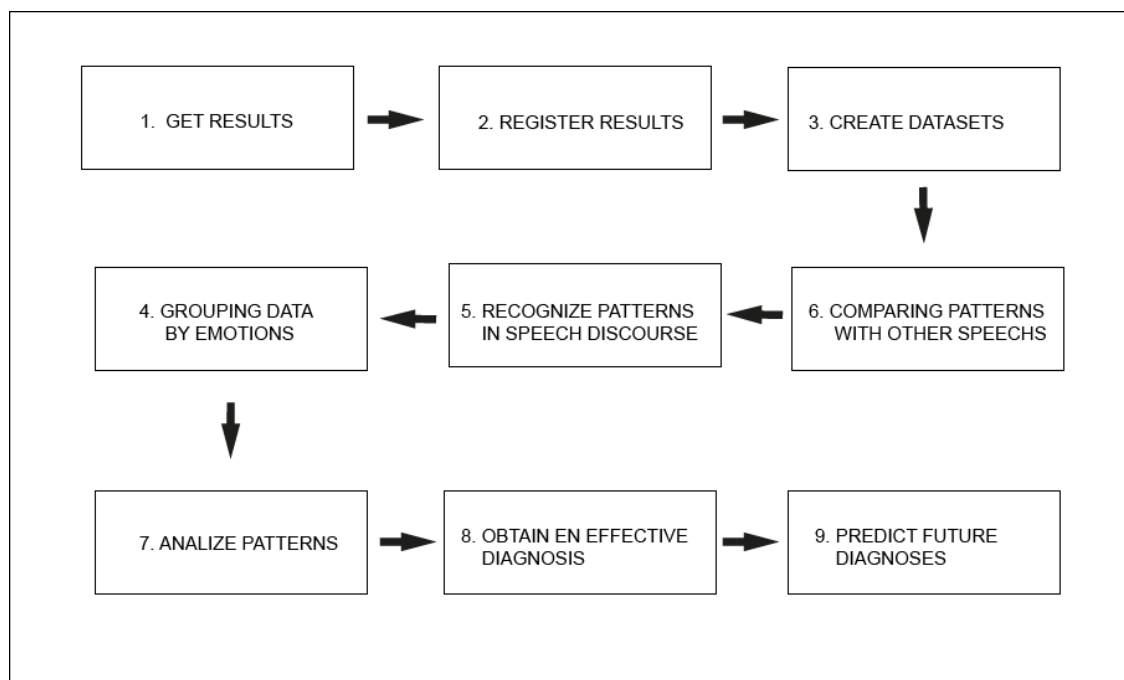 1. GET RESULTS
2. REGISTER RESULTS
3. CREATE DATASETS
4. GROUPING DATA
BY EMOTIONS
5. RECOGNIZE PATTERNS
IN SPEECH DISCOURSE
6. COMPARING PATTERNS
WITH OTHER SPEECHS
7. ANALIZE PATTERNS
8. OBTAIN EN EFFECTIVE
DIAGNOSIS
9. PREDICT FUTURE
DIAGNOSES